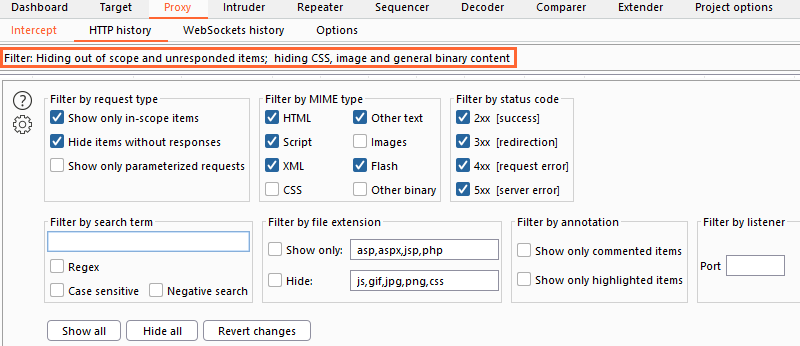 Dashboard Target Proxy Intruder Repeater Sequencer Decoder Comparer Extender Project options
Intercept HTTP history WebSockets history Options
Filter: Hiding out of scope and unresponded items;  hiding CSS, image and general binary content
Filter by request type Filter by MIME type Filter by status code
Show only in-scope items HTML Other text 2xx [success]
Hide items without responses Script Images 3xx [redirection]
Show only parameterized requests XML Flash 4xx [request error]
CSS Other binary 5xx [server error]
Filter by search term Filter by file extension Filter by annotation Filter by listener
Show only: asp,aspx,jsp,php Show only commented items
Regex Port
Hide: js,gif,jpg,png,css Show only highlighted items
Case sensitive Negative search
Show all Hide all Revert changes